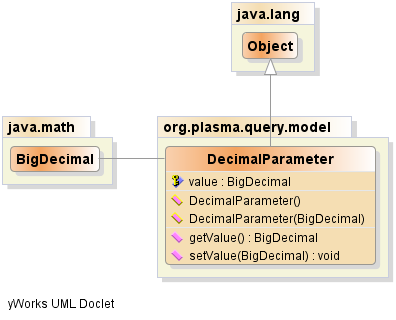 java.lang
Object
java.math
BigDecimal
org.plasma.query.model
DecimalParameter
value : BigDecimal
DecimalParameter()
DecimalParameter(BigDecimal)
getValue() : BigDecimal
setValue(BigDecimal) : void
yWorks UML Doclet